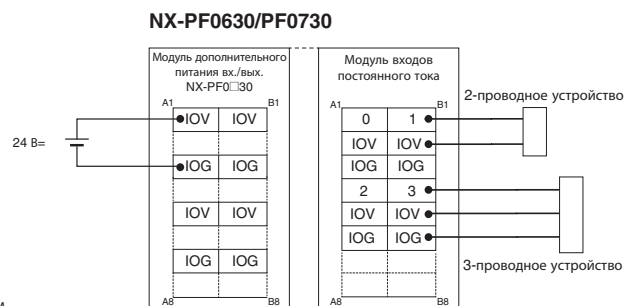 NX-PF0630/PF0730
Модуль дополнительного
питания вх./вых.
NX-PF0□30
Модуль входов
постоянного тока
A1 B1
A1 B1
2-проводное устройство
24 В=
IOV IOV
IOG IOG
IOV IOV
IOG IOG
A8 B8
0 1
IOV IOV
IOG IOG
2 3
IOV IOV
IOG IOG
3-проводное устройство
A8 B8